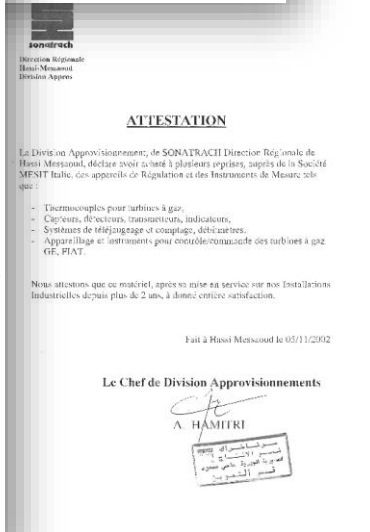 sonatrach
Direction Régionale
Hassi-Messaoud
Division Appros
ATTESTATION
La Division Approvisionnement, de SONATRACH Direction Régionale de
Hassi Messaoud, déclare avoir acheté à plusieurs reprises, auprès de la Société
MESIT Italie, des appareils de Régulation et des Instruments de Mesure tels
que :
- Thermocouples pour turbines à gaz,
- Capteurs, détecteurs, transmetteurs, indicateurs,
- Systèmes de téléjaugeage et comptage, débitmètres.
- Appareillage et instruments pour contrôle/commande des turbines à gaz
GE, FIAT.
Nous attestons que ce matériel, après sa mise en service sur nos Installations
Industrielles depuis plus de 2 ans, à donné entière satisfaction.
Fait à Hassi Messaoud le 05/11/2002
Le Chef de Division Approvisionnements
A. HAMITRI
قسم التموين